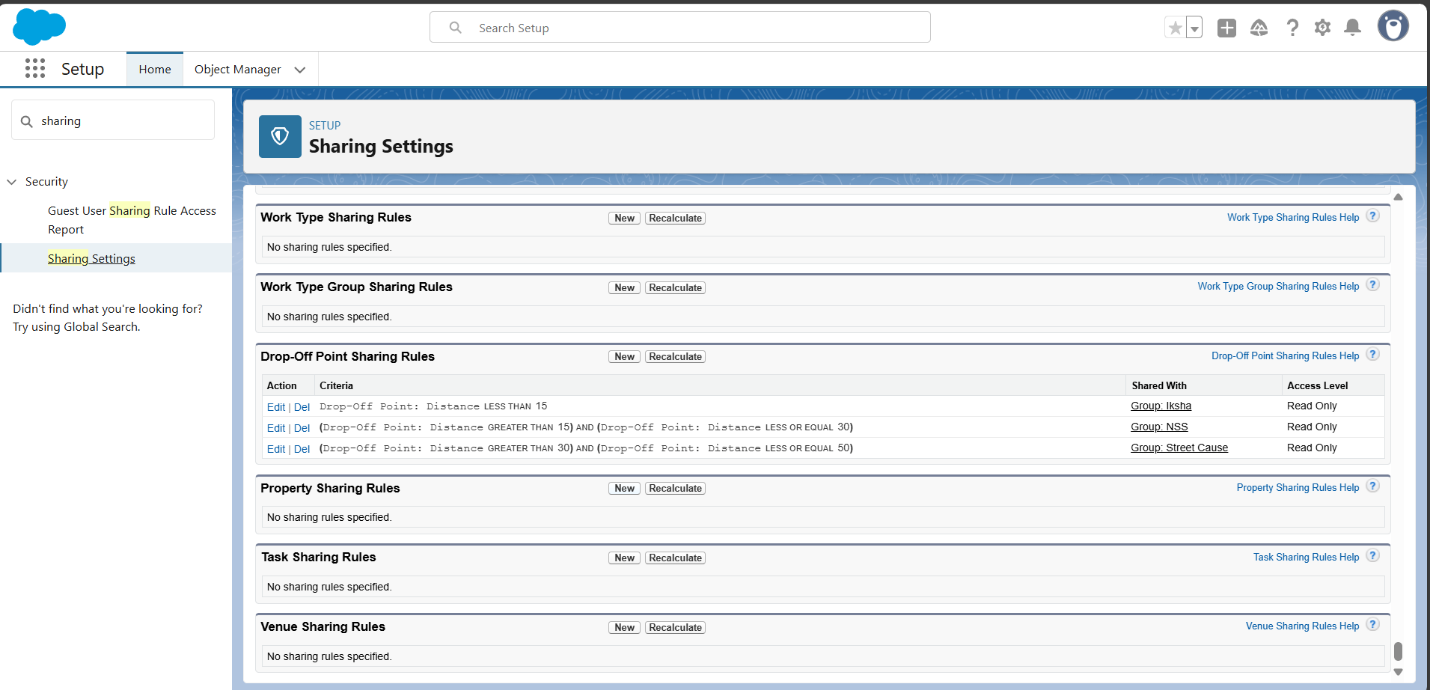 Search Setup
Setup
Home
Object Manager
sharing
Security
Guest User Sharing Rule Access
Report
Sharing Settings
Didn't find what you're looking for?
Try using Global Search.
SETUP
Sharing Settings
Work Type Sharing Rules New Recalculate Work Type Sharing Rules Help ?
No sharing rules specified.
Work Type Group Sharing Rules New Recalculate Work Type Group Sharing Rules Help ?
No sharing rules specified.
Drop-Off Point Sharing Rules New Recalculate Drop-Off Point Sharing Rules Help ?
Action Criteria Shared With Access Level
Edit | Del Drop-Off Point: Distance LESS THAN 15 Group: Iksha Read Only
Edit | Del (Drop-Off Point: Distance GREATER THAN 15) AND (Drop-Off Point: Distance LESS OR EQUAL 30) Group: NSS Read Only
Edit | Del (Drop-Off Point: Distance GREATER THAN 30) AND (Drop-Off Point: Distance LESS OR EQUAL 50) Group: Street Cause Read Only
Property Sharing Rules New Recalculate Property Sharing Rules Help ?
No sharing rules specified.
Task Sharing Rules New Recalculate Task Sharing Rules Help ?
No sharing rules specified.
Venue Sharing Rules New Recalculate Venue Sharing Rules Help ?
No sharing rules specified.